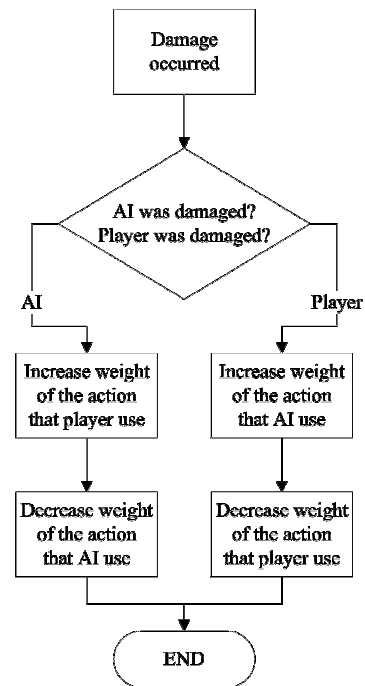 Damage
occurred
AI was damaged?
Player was damaged?
AI
Player
Increase weight
of the action
that player use
Increase weight
of the action
that AI use
Decrease weight
of the action
that AI use
Decrease weight
of the action
that player use
END